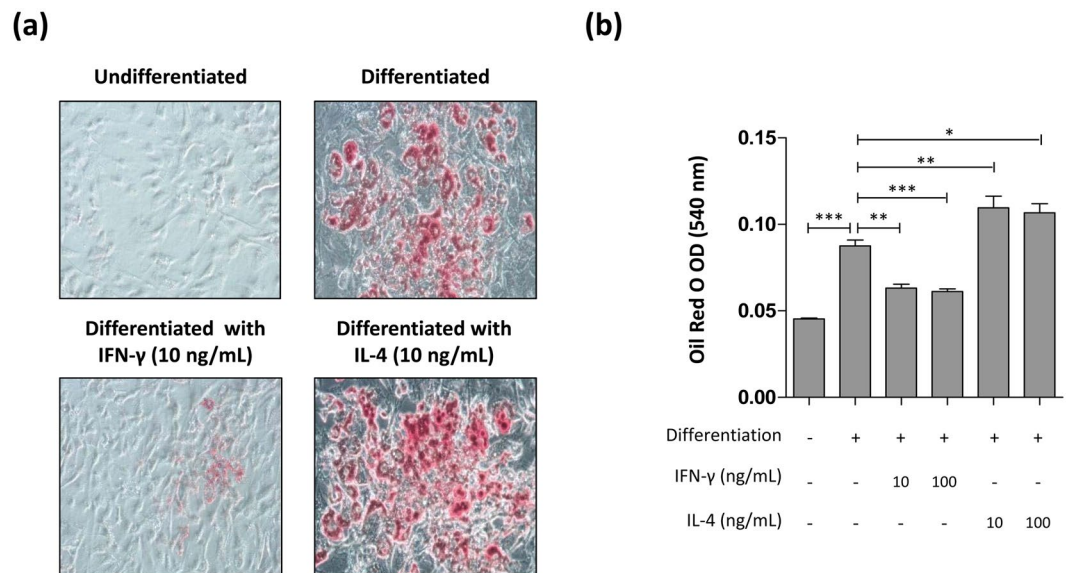 (a)
Undifferentiated
Differentiated
Differentiated with
IFN-γ (10 ng/mL)
Differentiated with
IL-4 (10 ng/mL)
(b)
Oil Red O OD (540 nm)
0.15
0.10
0.05
0.00
*
**
***
*** **
Differentiation - + + + + +
IFN-γ (ng/mL) - - 10 100 - -
IL-4 (ng/mL) - - - - 10 100